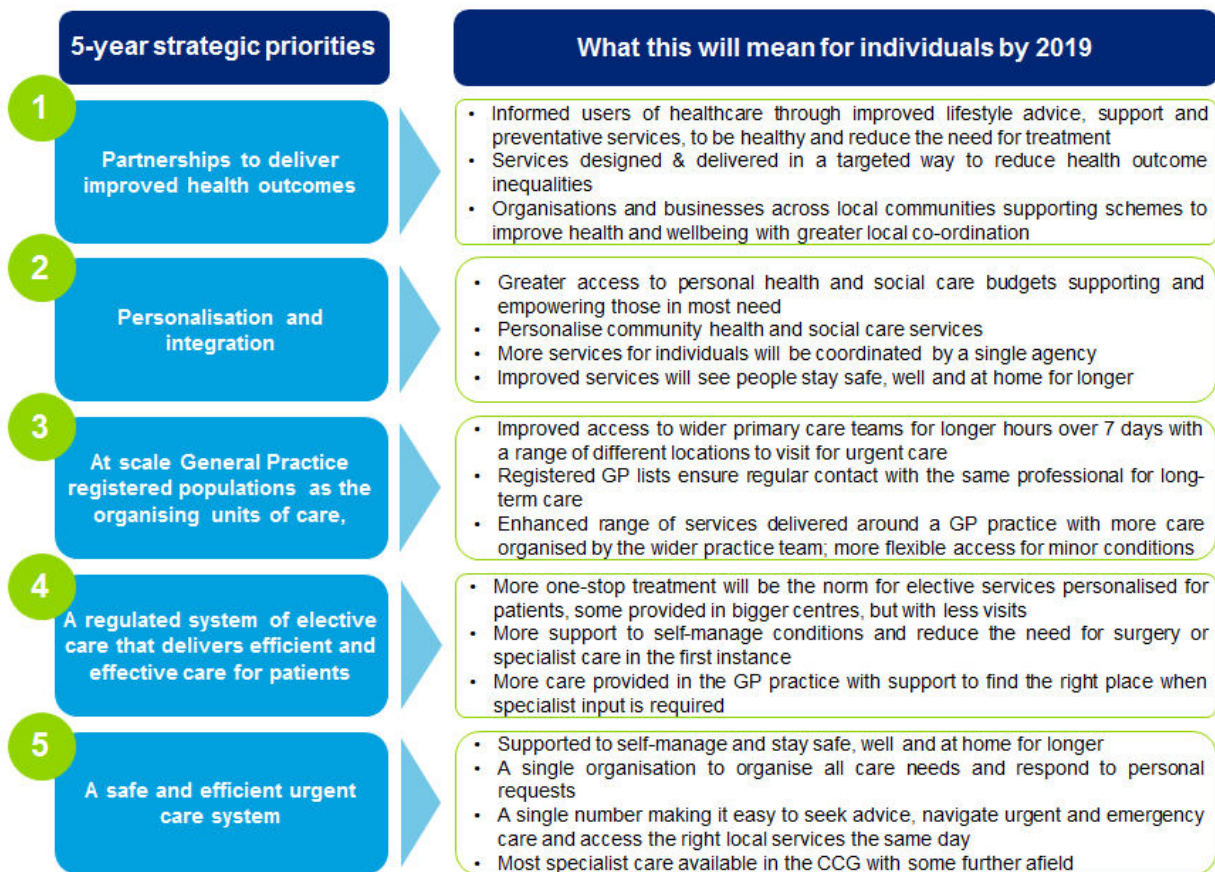 5-year strategic priorities
What this will mean for individuals by 2019
1
Partnerships to deliver
improved health outcomes
• Informed users of healthcare through improved lifestyle advice, support and
preventative services, to be healthy and reduce the need for treatment
• Services designed & delivered in a targeted way to reduce health outcome
inequalities
• Organisations and businesses across local communities supporting schemes to
improve health and wellbeing with greater local co-ordination
2
Personalisation and
integration
• Greater access to personal health and social care budgets supporting and
empowering those in most need
• Personalise community health and social care services
• More services for individuals will be coordinated by a single agency
• Improved services will see people stay safe, well and at home for longer
3
At scale General Practice
registered populations as the
organising units of care,
• Improved access to wider primary care teams for longer hours over 7 days with
a range of different locations to visit for urgent care
• Registered GP lists ensure regular contact with the same professional for long-
term care
• Enhanced range of services delivered around a GP practice with more care
organised by the wider practice team; more flexible access for minor conditions
4
A regulated system of elective
care that delivers efficient and
effective care for patients
• More one-stop treatment will be the norm for elective services personalised for
patients, some provided in bigger centres, but with less visits
• More support to self-manage conditions and reduce the need for surgery or
specialist care in the first instance
• More care provided in the GP practice with support to find the right place when
specialist input is required
5
A safe and efficient urgent
care system
• Supported to self-manage and stay safe, well and at home for longer
• A single organisation to organise all care needs and respond to personal
requests
• A single number making it easy to seek advice, navigate urgent and emergency
care and access the right local services the same day
• Most specialist care available in the CCG with some further afield